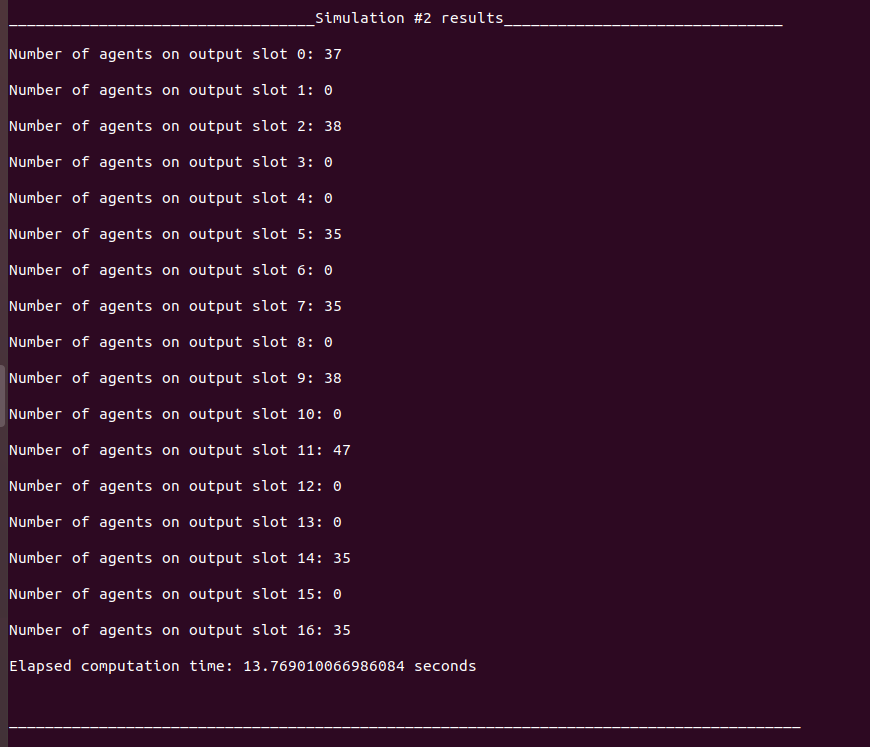 __________________________________Simulation #2 results_______________________________
Number of agents on output slot 0: 37
Number of agents on output slot 1: 0
Number of agents on output slot 2: 38
Number of agents on output slot 3: 0
Number of agents on output slot 4: 0
Number of agents on output slot 5: 35
Number of agents on output slot 6: 0
Number of agents on output slot 7: 35
Number of agents on output slot 8: 0
Number of agents on output slot 9: 38
Number of agents on output slot 10: 0
Number of agents on output slot 11: 47
Number of agents on output slot 12: 0
Number of agents on output slot 13: 0
Number of agents on output slot 14: 35
Number of agents on output slot 15: 0
Number of agents on output slot 16: 35
Elapsed computation time: 13.769010066986084 seconds
________________________________________________________________________________________